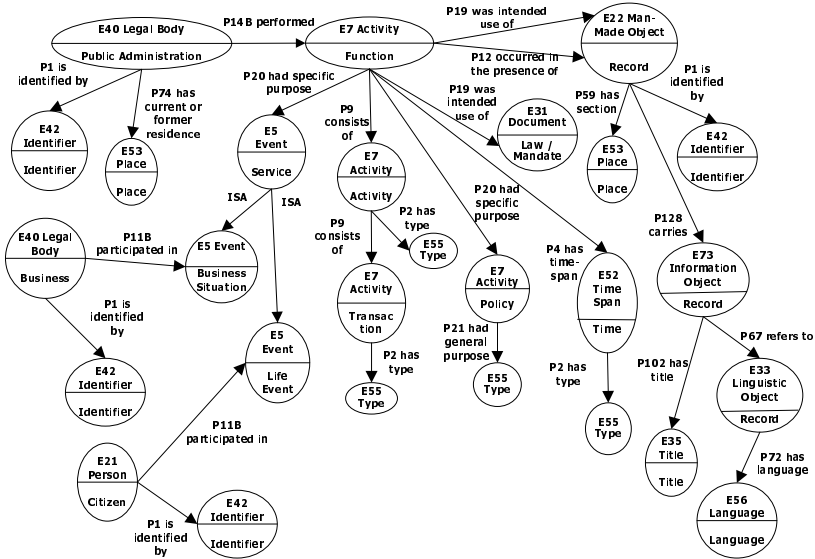 E40 Legal Body
Public Administration
P14B performed
E7 Activity
Function
P19 was intended
use of
P12 occurred in
the presence of
E22 Man-
Made Object
Record
P1 is
identified by
P74 has
current or
former
residence
P20 had specific
purpose
P9
consists
of
P19 was
intended
use of
E31
Document
Law /
Mandate
P59 has
section
P1 is
identified
by
E42
Identifier
Identifier
E53
Place
Place
E5
Event
Service
E7
Activity
Activity
E53
Place
Place
E42
Identifier
Identifier
ISA
ISA
P9
consists
of
P2 has
type
E55
Type
P20 had
specific
purpose
P4 has
time-
span
P128
carries
E40 Legal
Body
Business
P11B
participated in
E5 Event
Business
Situation
E7
Activity
Transac
tion
E7
Activity
Policy
E52
Time
Span
Time
E73
Information
Object
Record
P1 is
identified
by
E42
Identifier
Identifier
E5
Event
Life
Event
P2 has
type
E55
Type
P21 had
general
purpose
E55
Type
P2 has
type
E55
Type
P102 has
title
P67 refers to
E33
Linguistic
Object
Record
P11B
participated in
E21
Person
Citizen
P1 is
identified
by
E42
Identifier
Identifier
E35
Title
Title
P72 has
language
E56
Language
Language